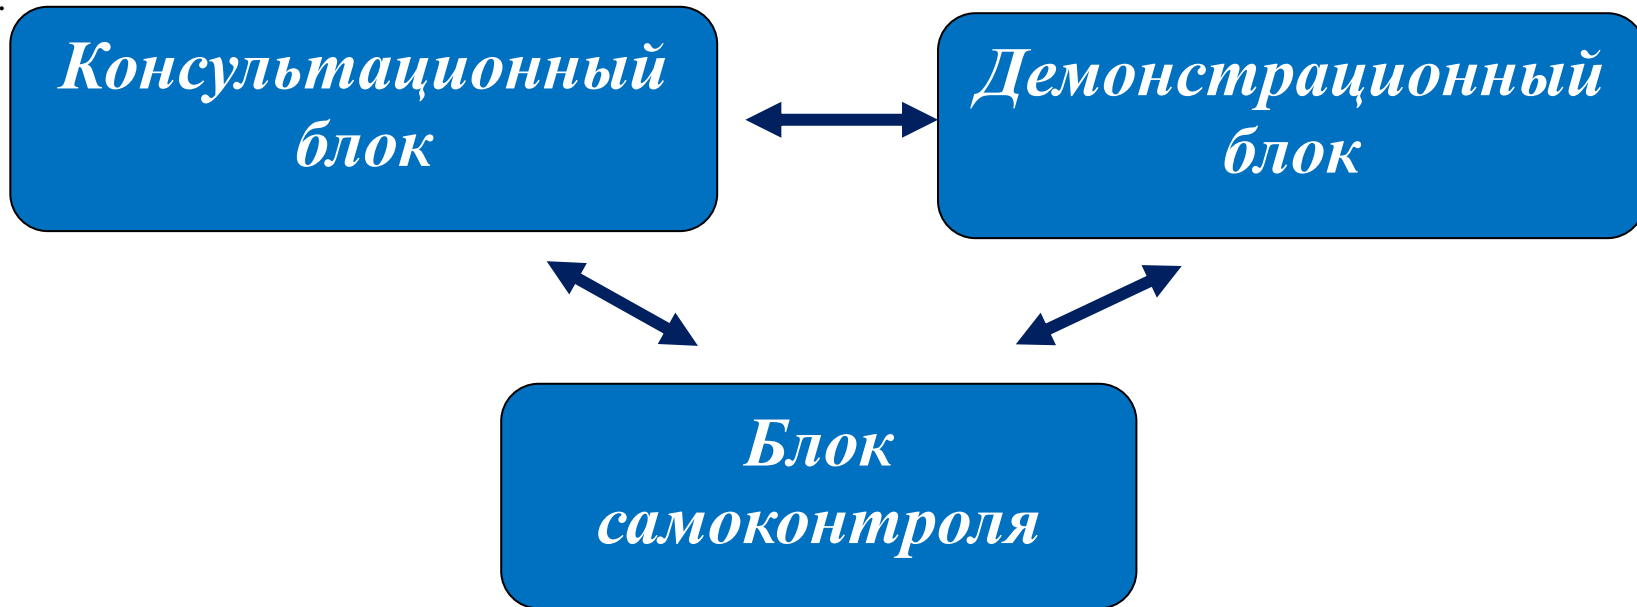 Консультационный
блок
Демонстрационный
блок
Блок
самоконтроля